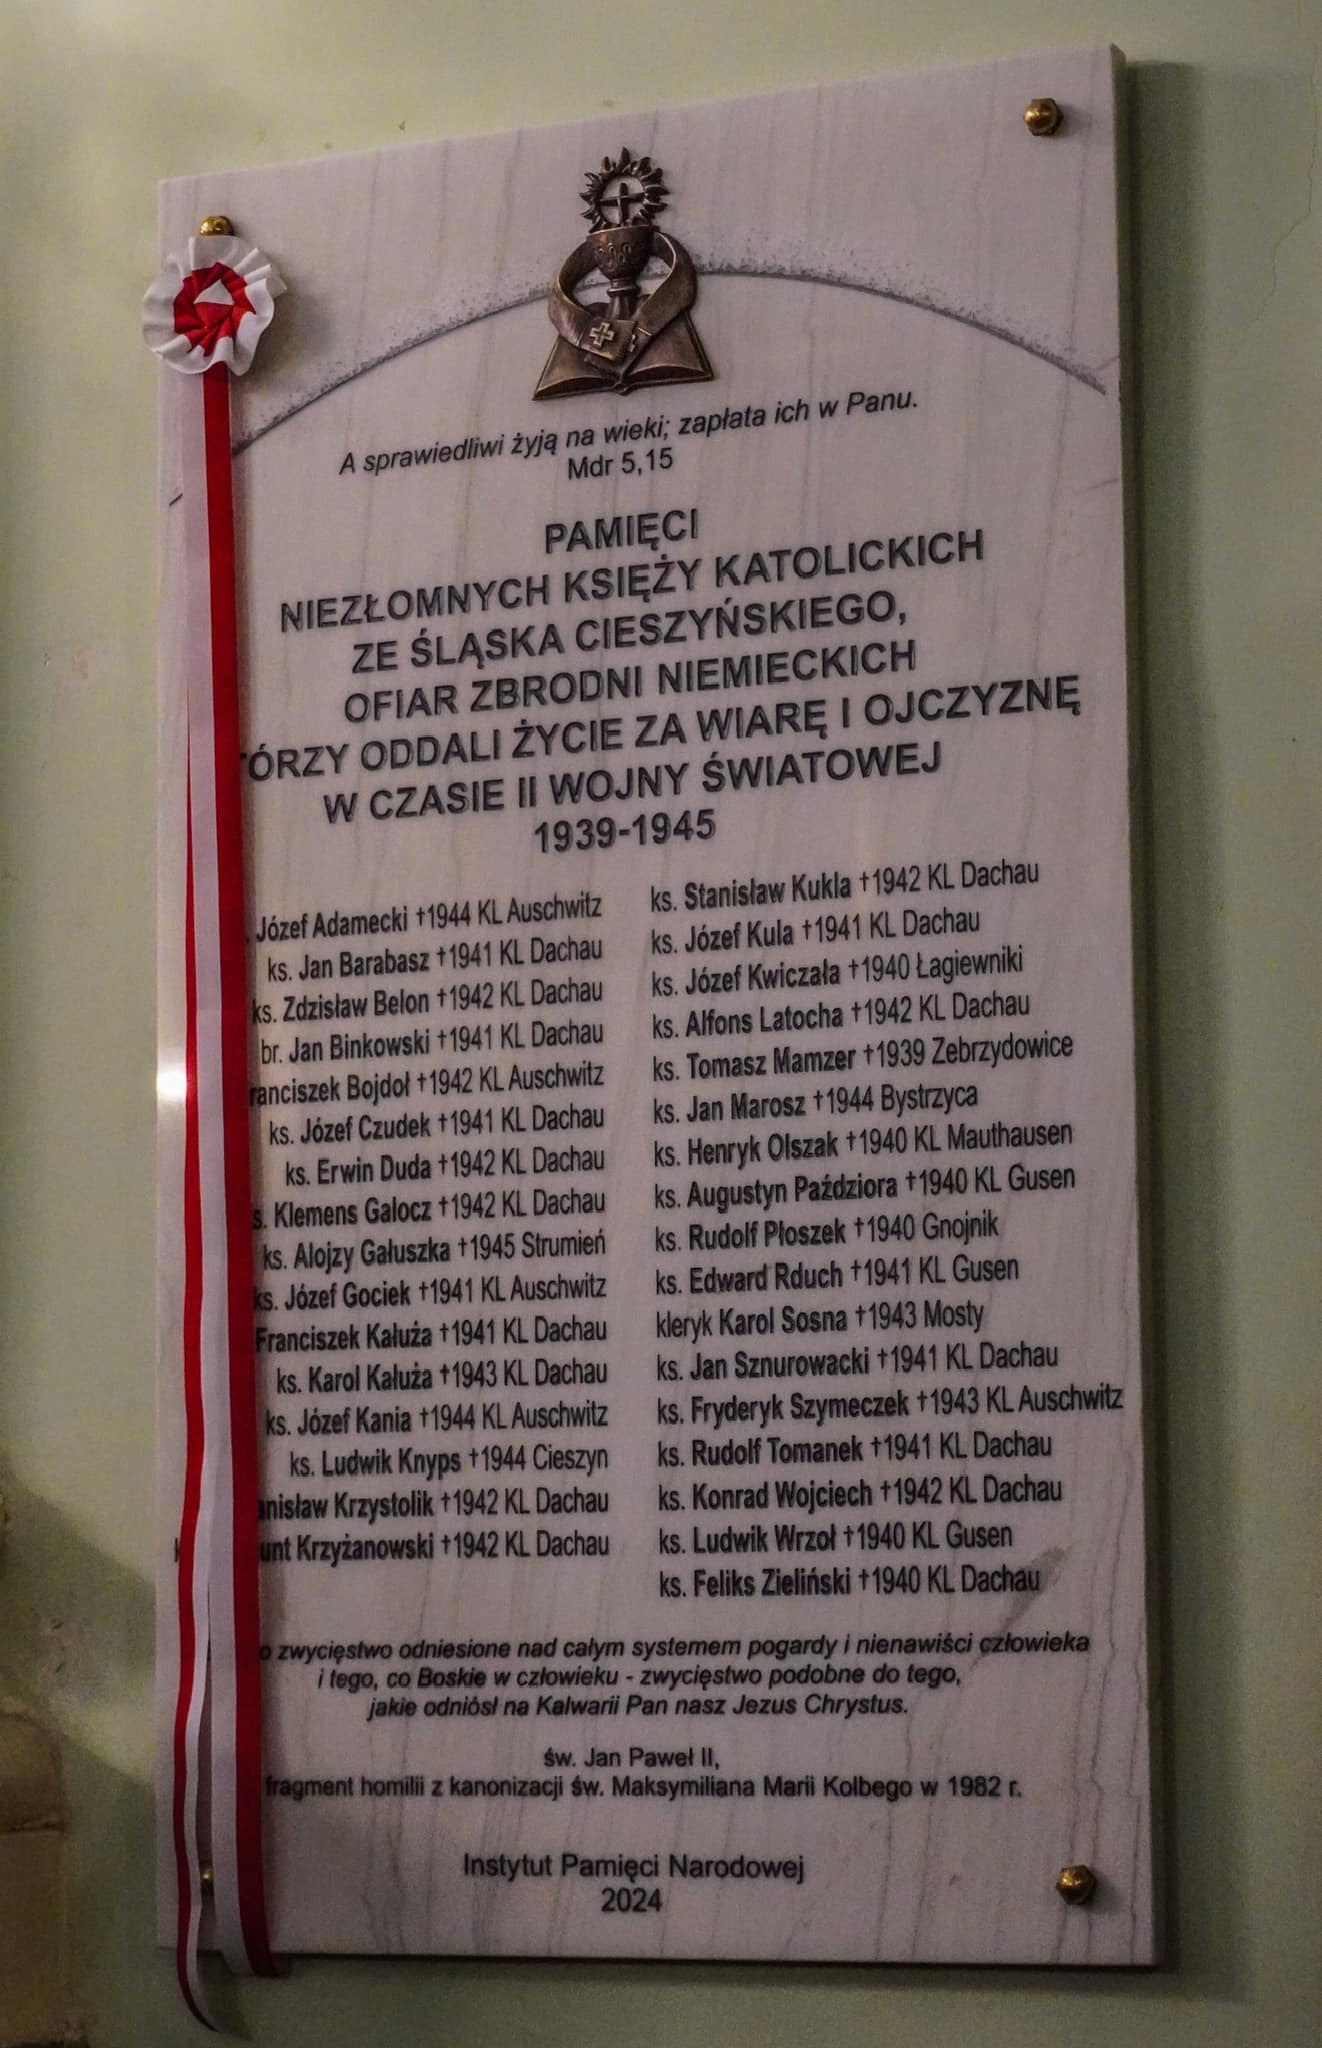 A sprawiedliwi żyją na wieki; zapłata ich w Panu.
Mdr 5,15
PAMIĘCI
NIEZŁOMNYCH KSIĘŻY KATOLICKICH
ZE ŚLĄSKA CIESZYŃSKIEGO,
OFIAR ZBRODNI NIEMIECKICH
TÓRZY ODDALI ŻYCIE ZA WIARĘ I OJCZYZNĘ
W CZASIE II WOJNY ŚWIATOWEJ
1939-1945
Józef Adamecki †1944 KL Auschwitz
ks. Jan Barabasz †1941 KL Dachau
ks. Zdzisław Belon †1942 KL Dachau
br. Jan Binkowski †1941 KL Dachau
ranciszek Bojdoł †1942 KL Auschwitz
ks. Józef Czudek †1941 KL Dachau
ks. Erwin Duda †1942 KL Dachau
s. Klemens Galocz †1942 KL Dachau
ks. Alojzy Gałuszka †1945 Strumień
ks. Józef Gociek †1941 KL Auschwitz
Franciszek Kałuża †1941 KL Dachau
ks. Karol Kałuża †1943 KL Dachau
ks. Józef Kania †1944 KL Auschwitz
ks. Ludwik Knyps †1944 Cieszyn
anisław Krzystolik †1942 KL Dachau
unt Krzyżanowski †1942 KL Dachau
ks. Stanisław Kukla †1942 KL Dachau
ks. Józef Kula †1941 KL Dachau
ks. Józef Kwiczała †1940 Łagiewniki
ks. Alfons Latocha †1942 KL Dachau
ks. Tomasz Mamzer †1939 Zebrzydowice
ks. Jan Marosz †1944 Bystrzyca
ks. Henryk Olszak †1940 KL Mauthausen
ks. Augustyn Paździora †1940 KL Gusen
ks. Rudolf Płoszek †1940 Gnojnik
ks. Edward Rduch †1941 KL Gusen
kleryk Karol Sosna †1943 Mosty
ks. Jan Sznurowacki †1941 KL Dachau
ks. Fryderyk Szymeczek †1943 KL Auschwitz
ks. Rudolf Tomanek †1941 KL Dachau
ks. Konrad Wojciech †1942 KL Dachau
ks. Ludwik Wrzoł †1940 KL Gusen
ks. Feliks Zieliński †1940 KL Dachau
o zwycięstwo odniesione nad całym systemem pogardy i nienawiści człowieka
i tego, co Boskie w człowieku - zwycięstwo podobne do tego,
jakie odniósł na Kalwarii Pan nasz Jezus Chrystus.
św. Jan Paweł II,
fragment homilii z kanonizacji św. Maksymiliana Marii Kolbego w 1982 r.
Instytut Pamięci Narodowej
2024